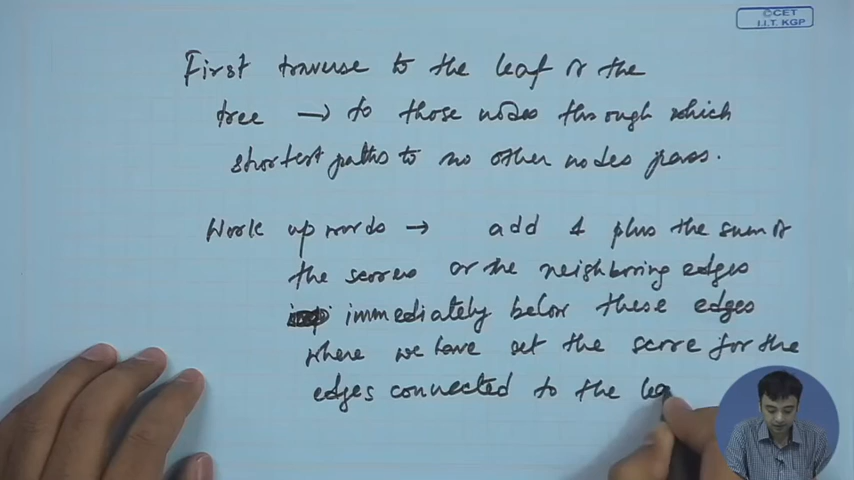 ©CET
I.I.T. KGP
First traverse to the leaf of the
tree → to those nodes through which
shortest paths to no other nodes pass.
Work upwards → add 1 plus the sum of
the scores of the neighboring edges
immediately below these edges
where we have set the score for the
edges connected to the lea